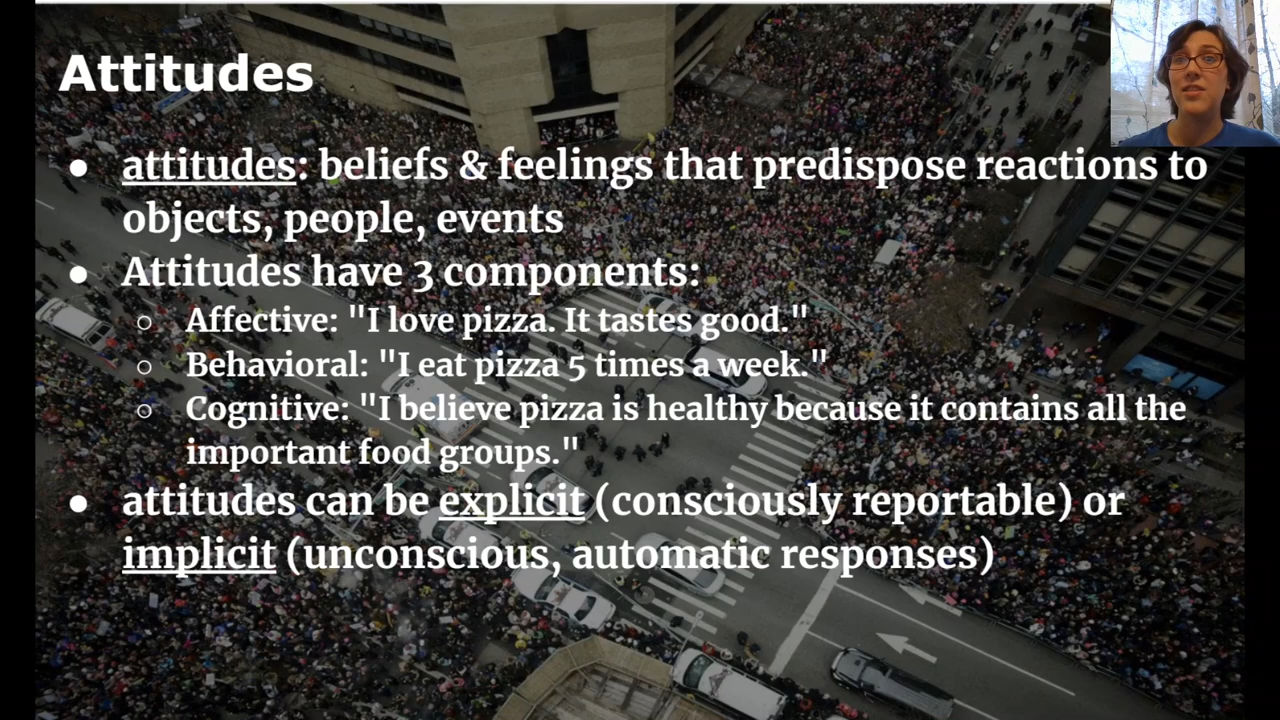 Attitudes
● attitudes: beliefs & feelings that predispose reactions to
objects, people, events
● Attitudes have 3 components:
○ Affective: "I love pizza. It tastes good."
○ Behavioral: "I eat pizza 5 times a week."
○ Cognitive: "I believe pizza is healthy because it contains all the
important food groups."
● attitudes can be explicit (consciously reportable) or
implicit (unconscious, automatic responses)